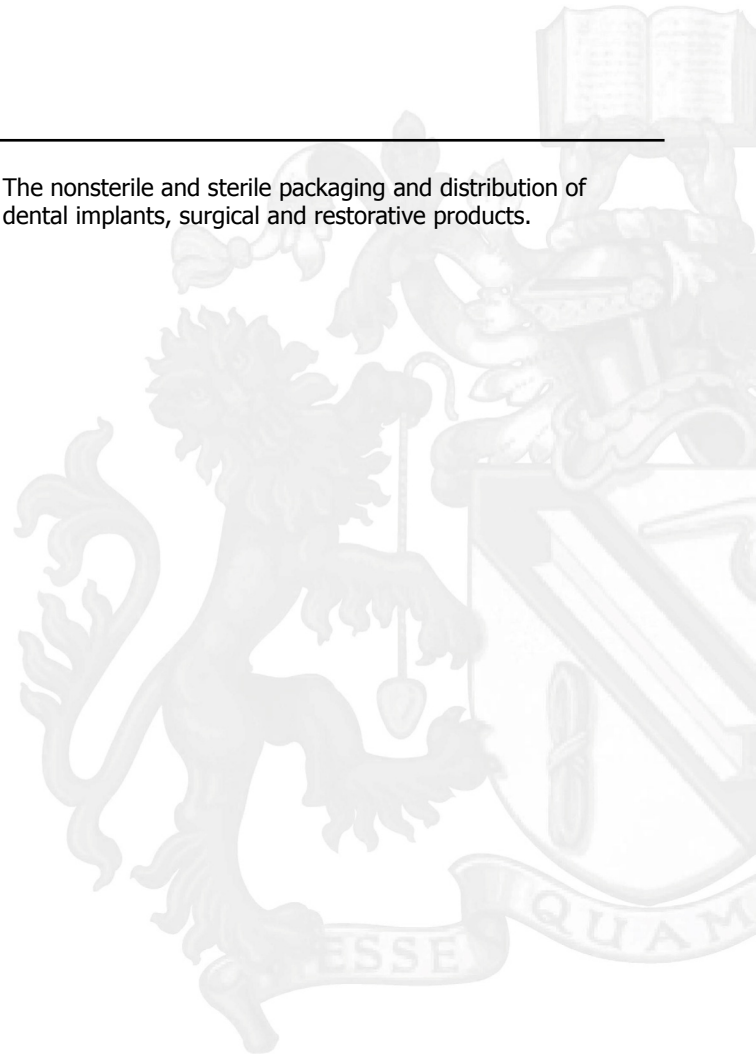 The nonsterile and sterile packaging and distribution of
dental implants, surgical and restorative products.
ESSE QUAM